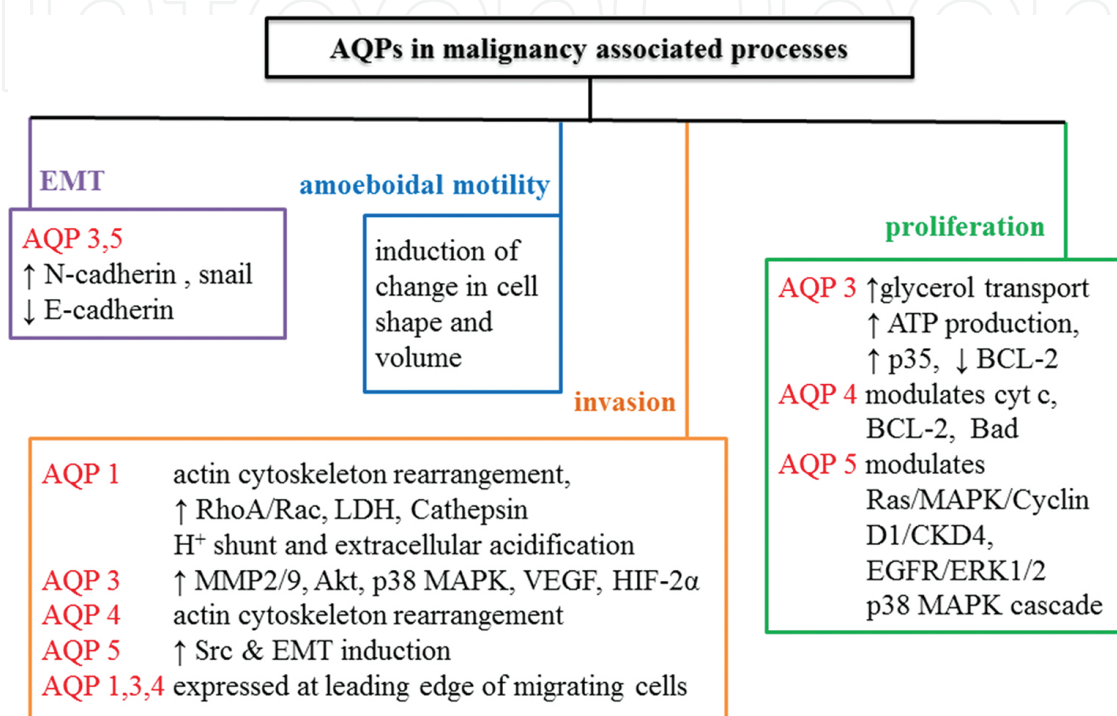 AQPs in malignancy associated processes
EMT
AQP 3,5
↑ N-cadherin , snail
↓ E-cadherin
amoeboidal motility
induction of
change in cell
shape and
volume
invasion
AQP 1 actin cytoskeleton rearrangement,
↑ RhoA/Rac, LDH, Cathepsin
H⁺ shunt and extracellular acidification
AQP 3 ↑ MMP2/9, Akt, p38 MAPK, VEGF, HIF-2α
AQP 4 actin cytoskeleton rearrangement
AQP 5 ↑ Src & EMT induction
AQP 1,3,4 expressed at leading edge of migrating cells
proliferation
AQP 3 ↑glycerol transport
↑ ATP production,
↑ p35, ↓ BCL-2
AQP 4 modulates cyt c,
BCL-2, Bad
AQP 5 modulates
Ras/MAPK/Cyclin
D1/CKD4,
EGFR/ERK1/2
p38 MAPK cascade